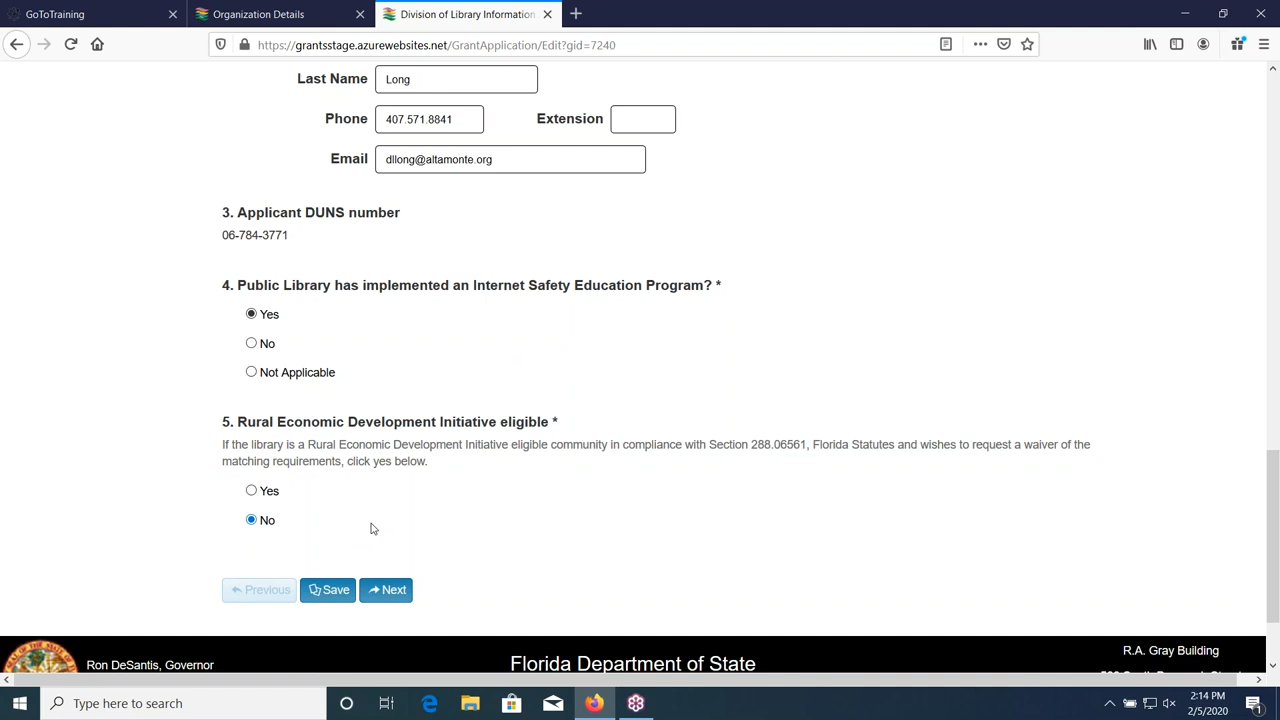 GoToTraining
Organization Details
Division of Library Information
https://grantsstage.azurewebsites.net/GrantApplication/Edit?gid=7240
Last Name Long
Phone 407.571.8841 Extension
Email dllong@altamonte.org
3. Applicant DUNS number
06-784-3771
4. Public Library has implemented an Internet Safety Education Program? *
Yes
No
Not Applicable
5. Rural Economic Development Initiative eligible *
If the library is a Rural Economic Development Initiative eligible community in compliance with Section 288.06561, Florida Statutes and wishes to request a waiver of the
matching requirements, click yes below.
Yes
No
Previous Save Next
R.A. Gray Building
Ron DeSantis, Governor Florida Department of State
Type here to search
2:14 PM
2/5/2020
1